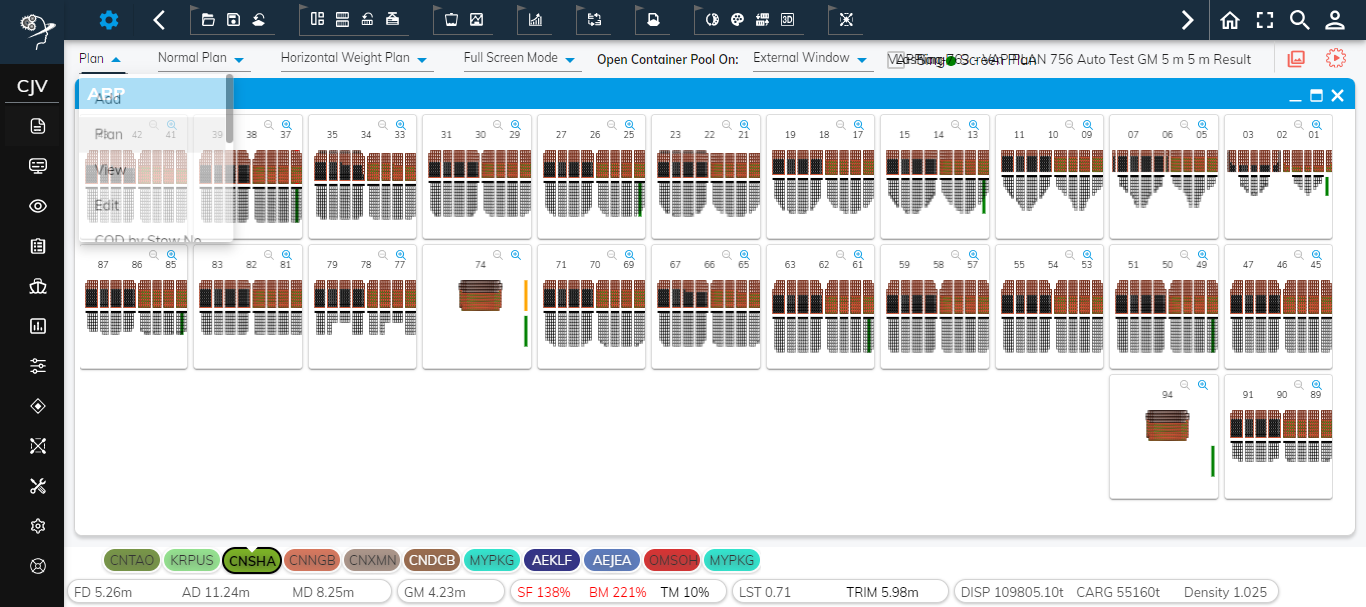 CJV
Plan
Normal Plan
Horizontal Weight Plan
Full Screen Mode
Open Container Pool On:
External Window
VAPPLAN 756 Auto Test GM 5 m 5 m Result
ABP
Add
Plan
View
Edit
COD by Stow No
42 41 39 38 37 35 34 33 31 30 29 27 26 25 23 22 21 19 18 17 15 14 13 11 10 09 07 06 05 03 02 01
87 86 85 83 82 81 79 78 77 74 71 70 69 67 66 65 63 62 61 59 58 57 55 54 53 51 50 49 47 46 45
94 91 90 89
CNTAO KRPUS CNSHA CNNGB CNXMN CNDCB MYPKG AEKLF AEJEA OMSOH MYPKG
FD 5.26m AD 11.24m MD 8.25m GM 4.23m SF 138% BM 221% TM 10% LST 0.71 TRIM 5.98m DISP 109805.10t CARG 55160t Density 1.025